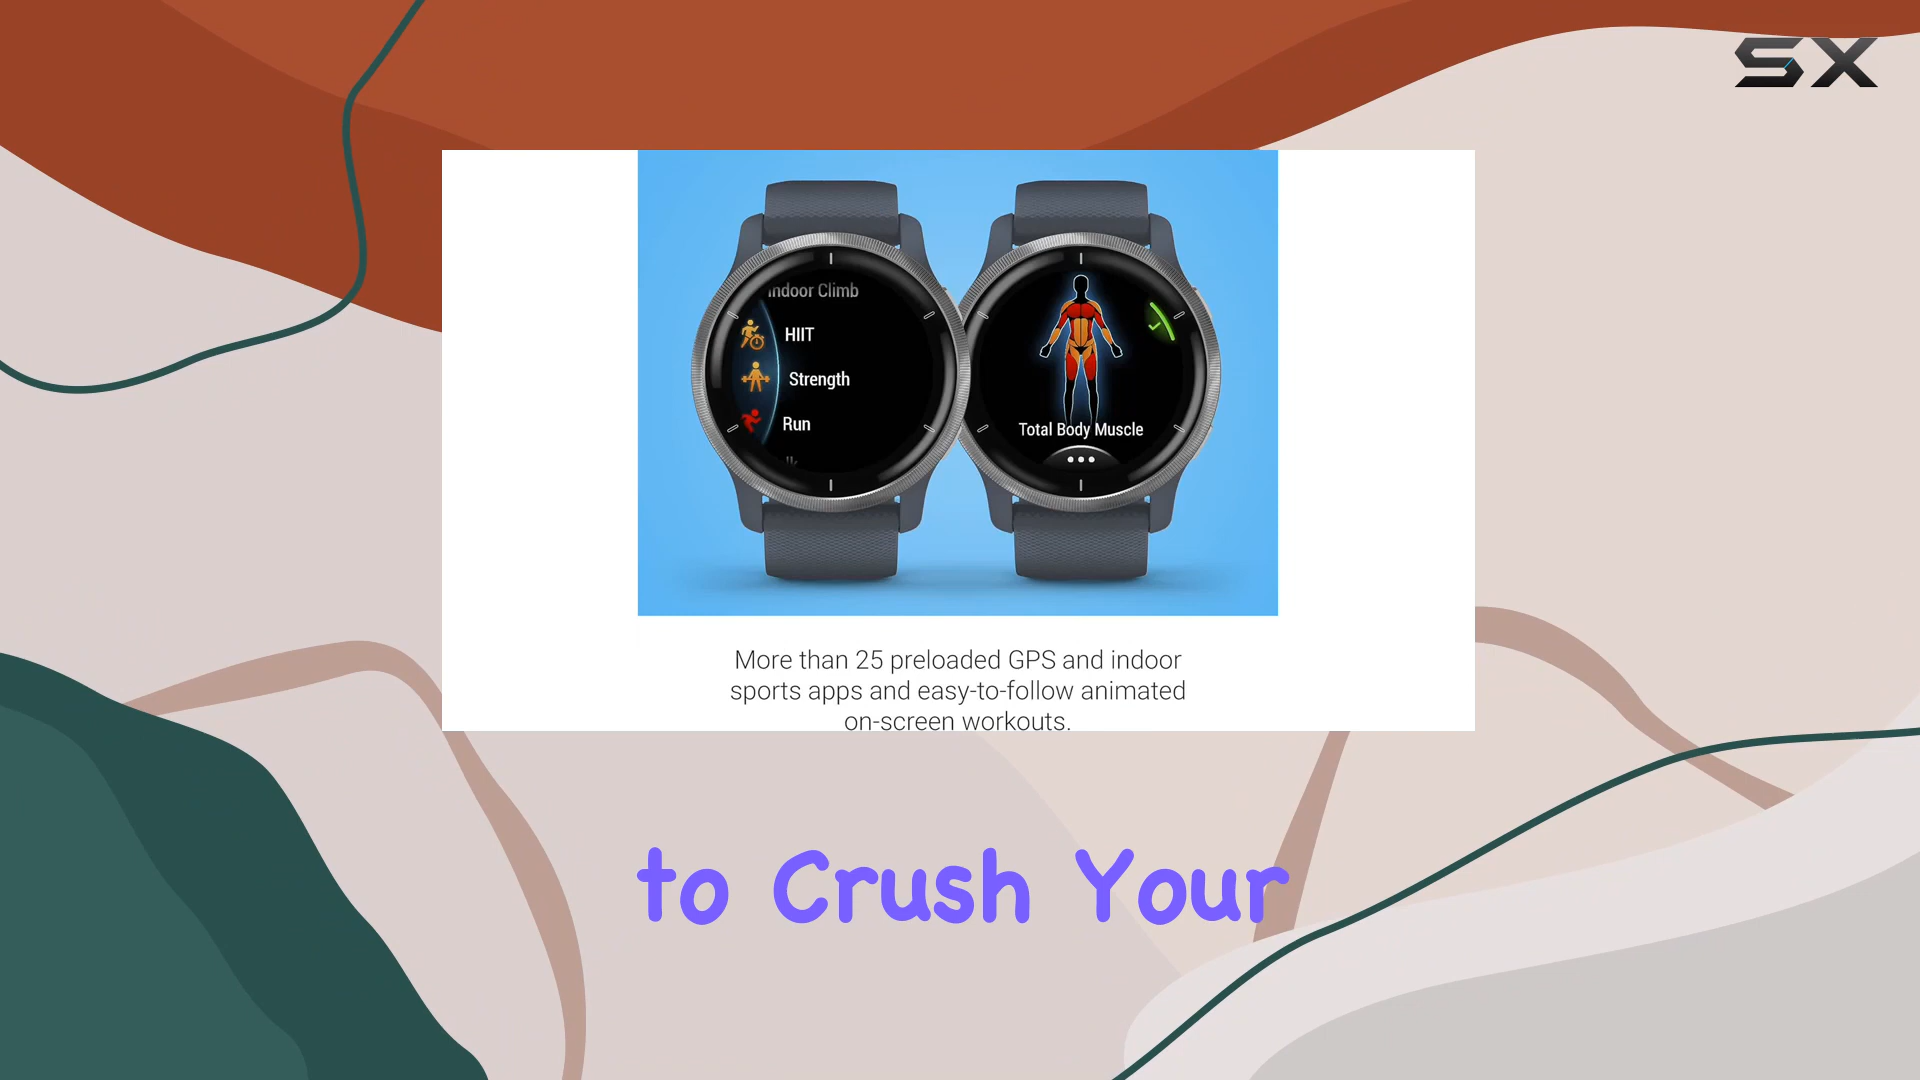 SX
Indoor Climb
HIIT
Strength
Run
Total Body Muscle
More than 25 preloaded GPS and indoor
sports apps and easy-to-follow animated
on-screen workouts.
to Crush Your